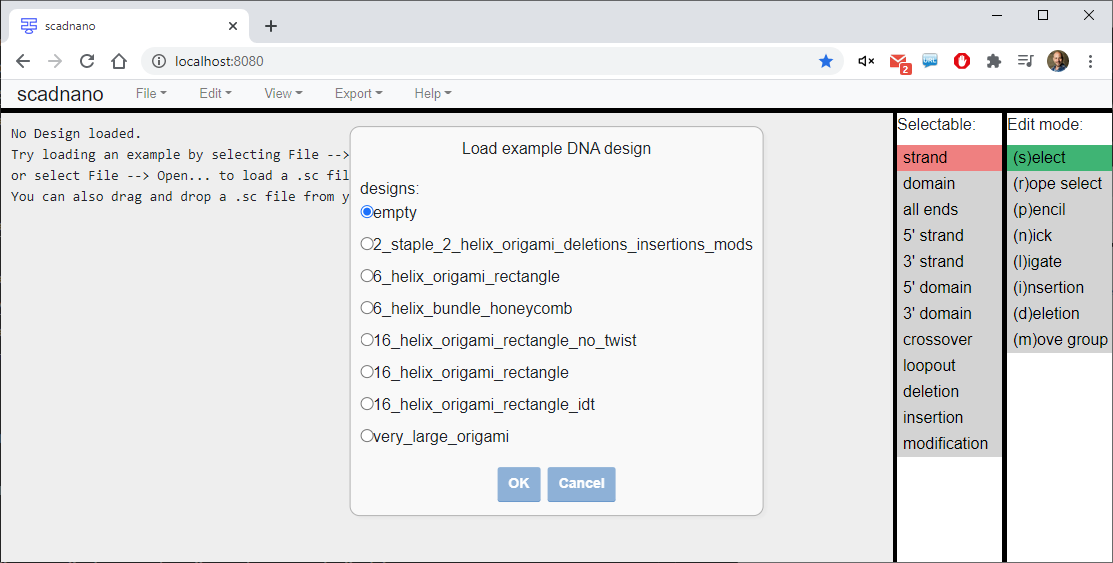 scadnano
localhost:8080
2
scadnano
File
Edit
View
Export
Help
No Design loaded.
Try loading an example by selecting File -->
or select File --> Open... to load a .sc fil
You can also drag and drop a .sc file from y
Load example DNA design
designs:
empty
2_staple_2_helix_origami_deletions_insertions_mods
6_helix_origami_rectangle
6_helix_bundle_honeycomb
16_helix_origami_rectangle_no_twist
16_helix_origami_rectangle
16_helix_origami_rectangle_idt
very_large_origami
OK
Cancel
Selectable:
strand
domain
all ends
5' strand
3' strand
5' domain
3' domain
crossover
loopout
deletion
insertion
modification
Edit mode:
(s)elect
(r)ope select
(p)encil
(n)ick
(l)igate
(i)nsertion
(d)eletion
(m)ove group